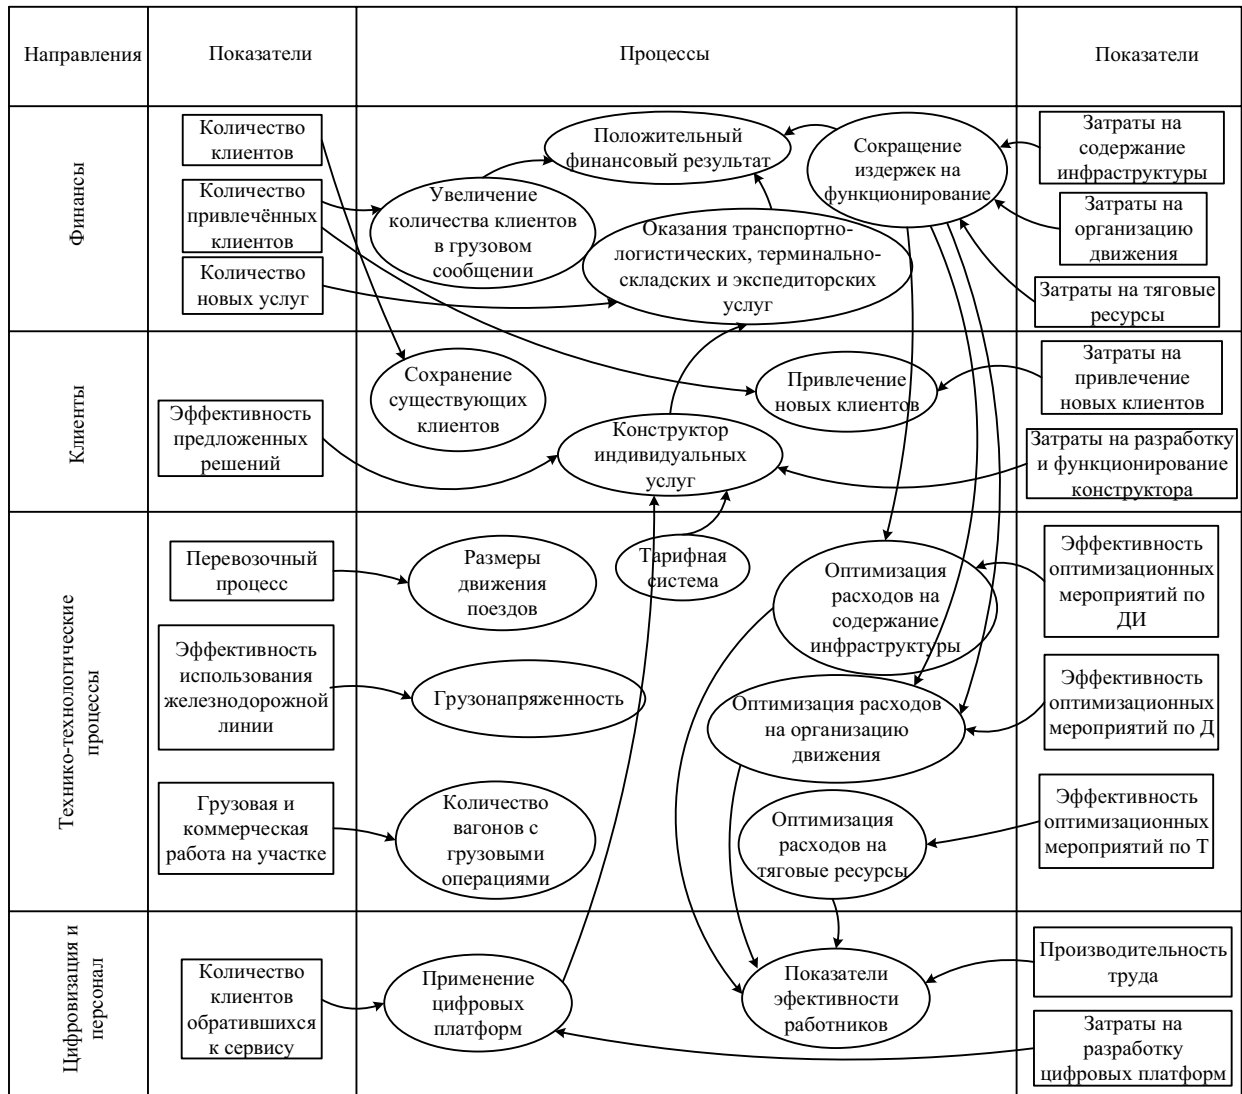 Направления
Показатели
Процессы
Показатели
Финансы
Количество
клиентов
Количество
привлечённых
клиентов
Количество
новых услуг
Положительный
финансовый результат
Увеличение
количества клиентов
в грузовом
сообщении
Сокращение
издержек на
функционирование
Оказания транспортно-
логистических, терминально-
складских и экспедиторских
услуг
Затраты на
содержание
инфраструктуры
Затраты на
организацию
движения
Затраты на тяговые
ресурсы
Клиенты
Эффективность
предложенных
решений
Сохранение
существующих
клиентов
Привлечение
новых клиентов
Конструктор
индивидуальных
услуг
Затраты на
привлечение
новых клиентов
Затраты на разработку
и функционирование
конструктора
Технико-технологические
процессы
Перевозочный
процесс
Эффективность
использования
железнодорожной
линии
Грузовая и
коммерческая
работа на участке
Размеры
движения
поездов
Тарифная
система
Грузонапряженность
Количество
вагонов с
грузовыми
операциями
Оптимизация
расходов на
содержание
инфраструктуры
Оптимизация расходов
на организацию
движения
Оптимизация
расходов на
тяговые ресурсы
Эффективность
оптимизационных
мероприятий по
ДИ
Эффективность
оптимизационных
мероприятий по Д
Эффективность
оптимизационных
мероприятий по Т
Цифровизация и
персонал
Количество
клиентов
обратившихся
к сервису
Применение
цифровых
платформ
Показатели
эфективности
работников
Производительность
труда
Затраты на
разработку
цифровых платформ